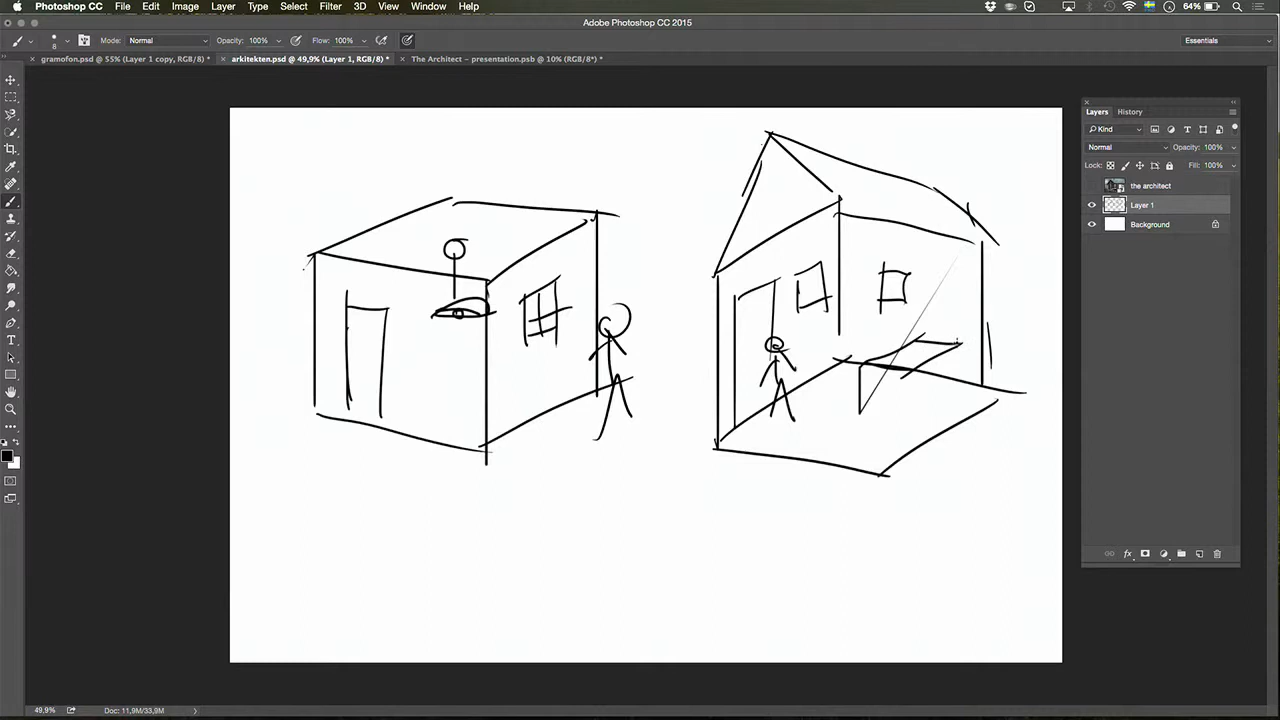 Photoshop CC File Edit Image Layer Type Select Filter 3D View Window Help 64%
Adobe Photoshop CC 2015
8 Mode: Normal Opacity: 100% Flow: 100% Essentials
gramofon.psd @ 55% (Layer 1 copy, RGB/8) * arkitekten.psd @ 49,9% (Layer 1, RGB/8) * The Architect – presentation.psb @ 10% (RGB/8*) *
Layers History
Kind
Normal Opacity: 100%
Lock: Fill: 100%
the architect
Layer 1
Background
fx
49,9% Doc: 11,9M/33,9M